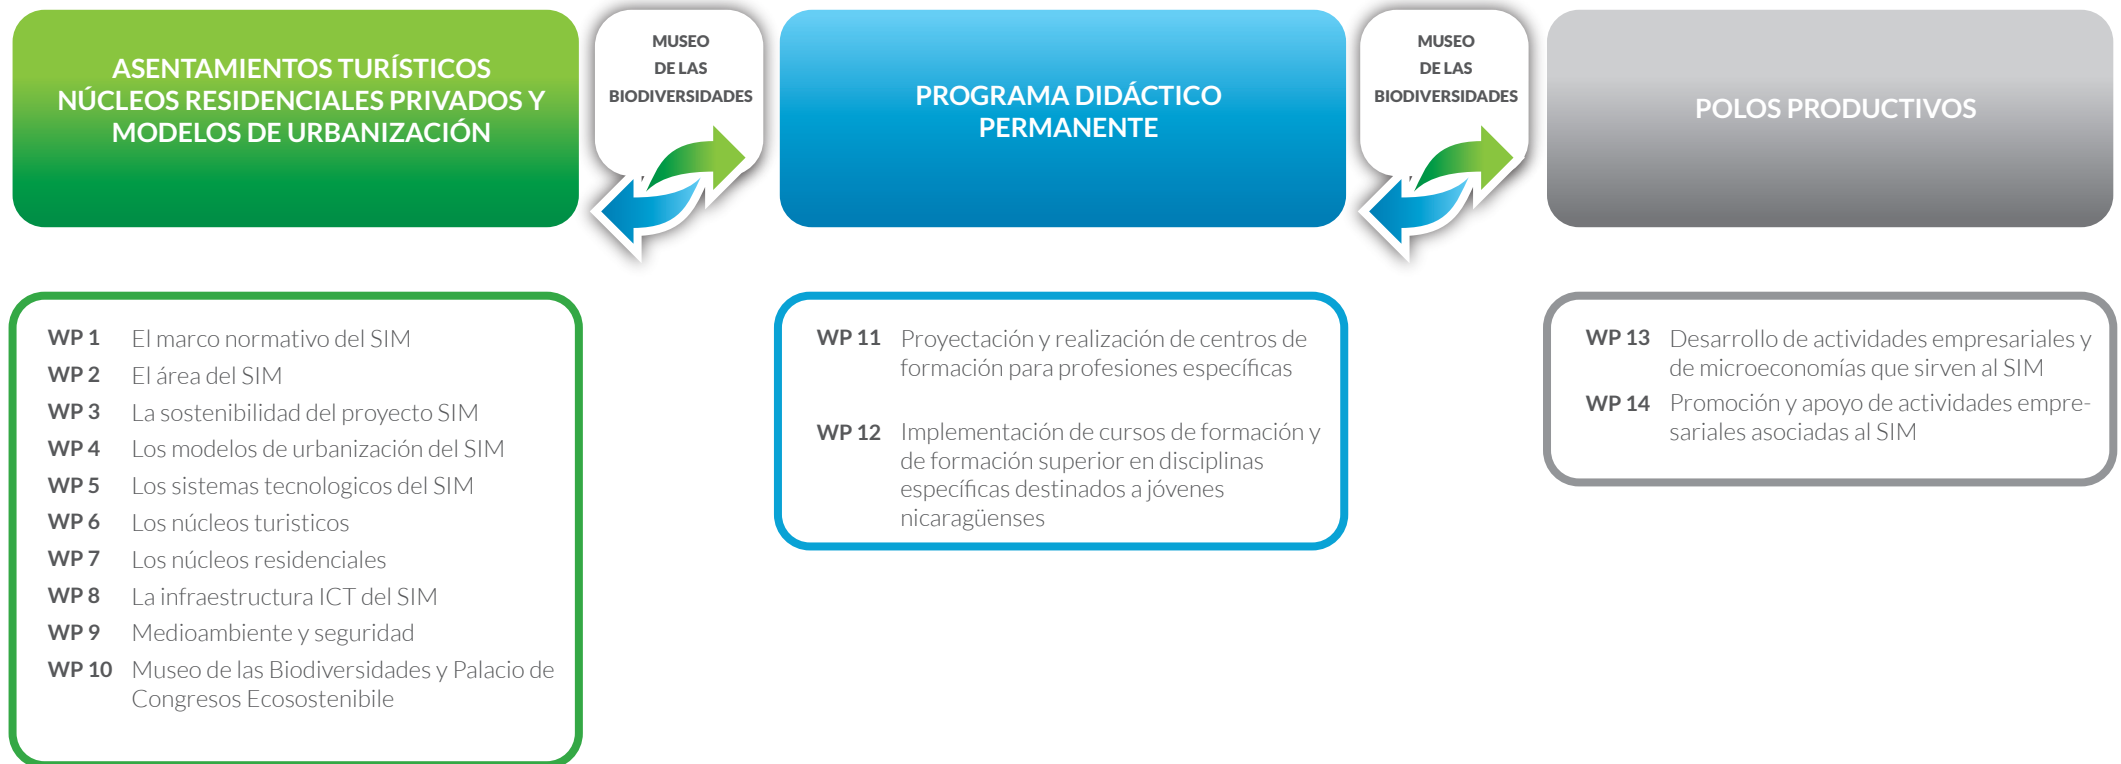 ASENTAMIENTOS TURÍSTICOS
NÚCLEOS RESIDENCIALES PRIVADOS Y
MODELOS DE URBANIZACIÓN
MUSEO
DE LAS
BIODIVERSIDADES
PROGRAMA DIDÁCTICO
PERMANENTE
MUSEO
DE LAS
BIODIVERSIDADES
POLOS PRODUCTIVOS
WP 1 El marco normativo del SIM
WP 2 El área del SIM
WP 3 La sostenibilidad del proyecto SIM
WP 4 Los modelos de urbanización del SIM
WP 5 Los sistemas tecnologicos del SIM
WP 6 Los núcleos turisticos
WP 7 Los núcleos residenciales
WP 8 La infraestructura ICT del SIM
WP 9 Medioambiente y seguridad
WP 10 Museo de las Biodiversidades y Palacio de
Congresos Ecosostenibile
WP 11 Proyectación y realización de centros de
formación para profesiones específicas
WP 12 Implementación de cursos de formación y
de formación superior en disciplinas
específicas destinados a jóvenes
nicaragüenses
WP 13 Desarrollo de actividades empresariales y
de microeconomías que sirven al SIM
WP 14 Promoción y apoyo de actividades empre-
sariales asociadas al SIM